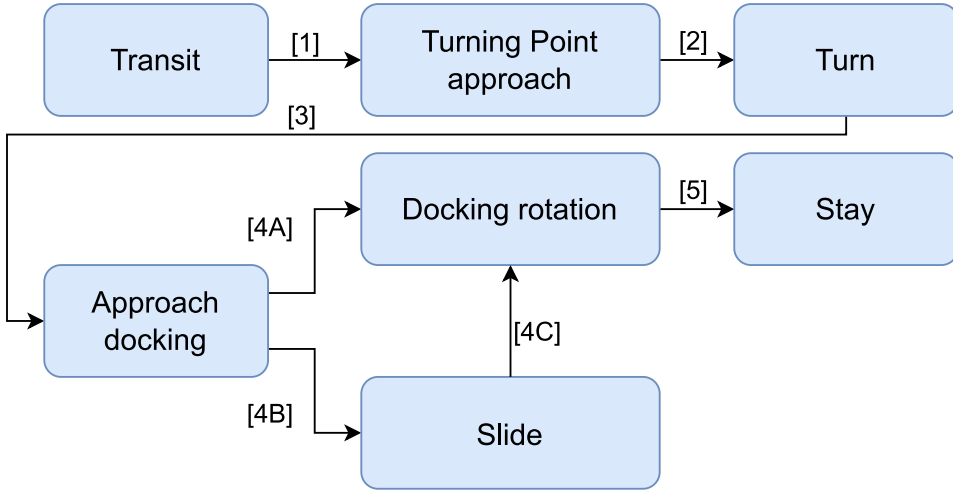 Transit
[1]
Turning Point
approach
[2]
Turn
[3]
Docking rotation
[5]
Stay
[4A]
Approach
docking
[4C]
[4B]
Slide